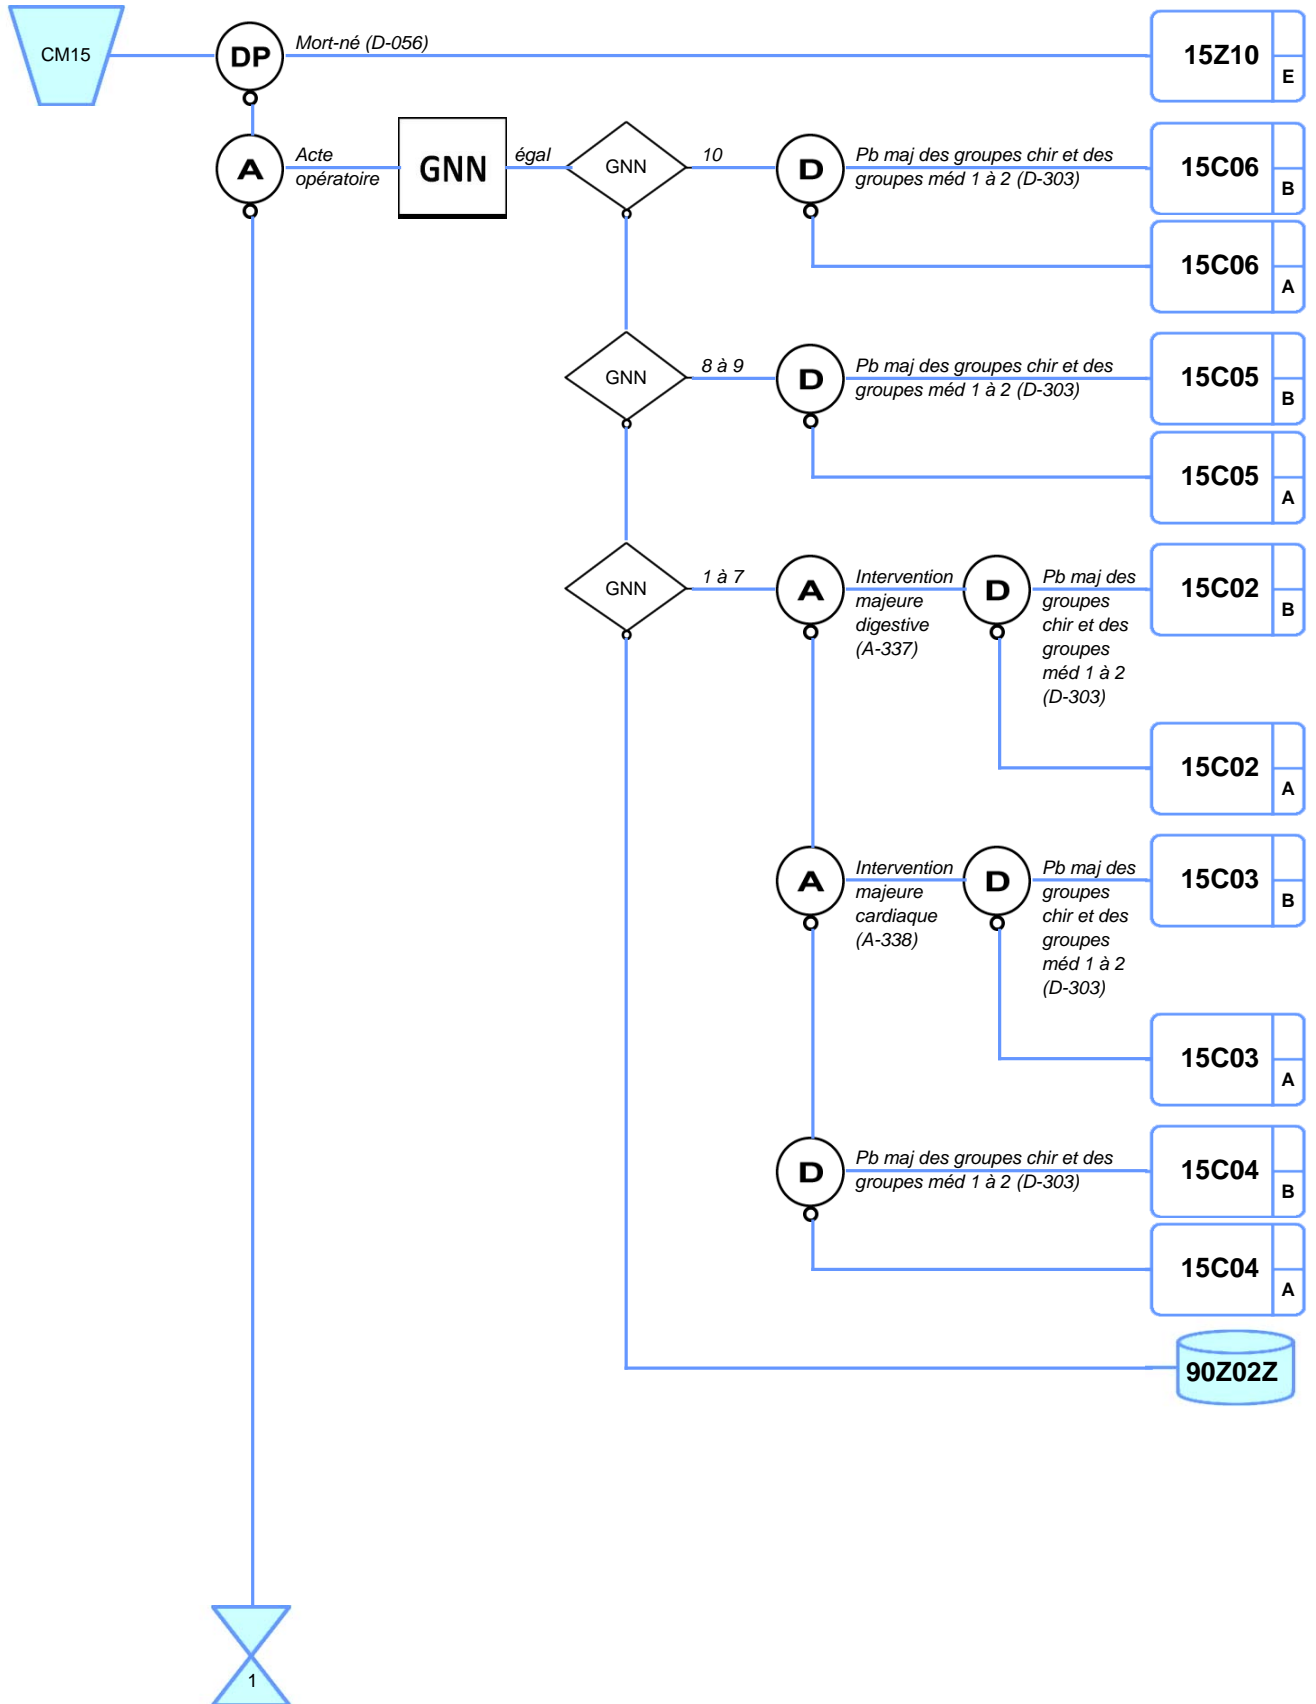 CM15
DP
Mort-né (D-056)
15Z10
E
A
Acte
opératoire
GNN
égal
GNN
10
D
Pb maj des groupes chir et des
groupes méd 1 à 2 (D-303)
15C06
B
15C06
A
GNN
8 à 9
D
Pb maj des groupes chir et des
groupes méd 1 à 2 (D-303)
15C05
B
15C05
A
GNN
1 à 7
A
Intervention
majeure
digestive
(A-337)
D
Pb maj des
groupes
chir et des
groupes
méd 1 à 2
(D-303)
15C02
B
15C02
A
A
Intervention
majeure
cardiaque
(A-338)
D
Pb maj des
groupes
chir et des
groupes
méd 1 à 2
(D-303)
15C03
B
15C03
A
D
Pb maj des groupes chir et des
groupes méd 1 à 2 (D-303)
15C04
B
15C04
A
90Z02Z
1